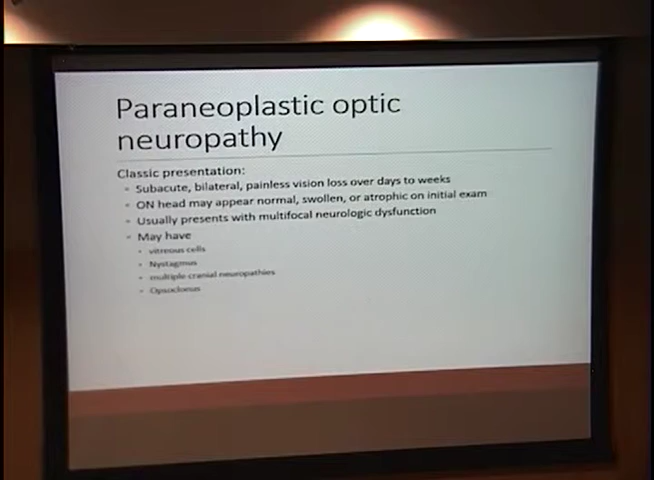 Paraneoplastic optic
neuropathy
Classic presentation:
Subacute, bilateral, painless vision loss over days to weeks
ON head may appear normal, swollen, or atrophic on initial exam
Usually presents with multifocal neurologic dysfunction
May have
vitreous cells
Nystagmus
multiple cranial neuropathies
Opsoclonus